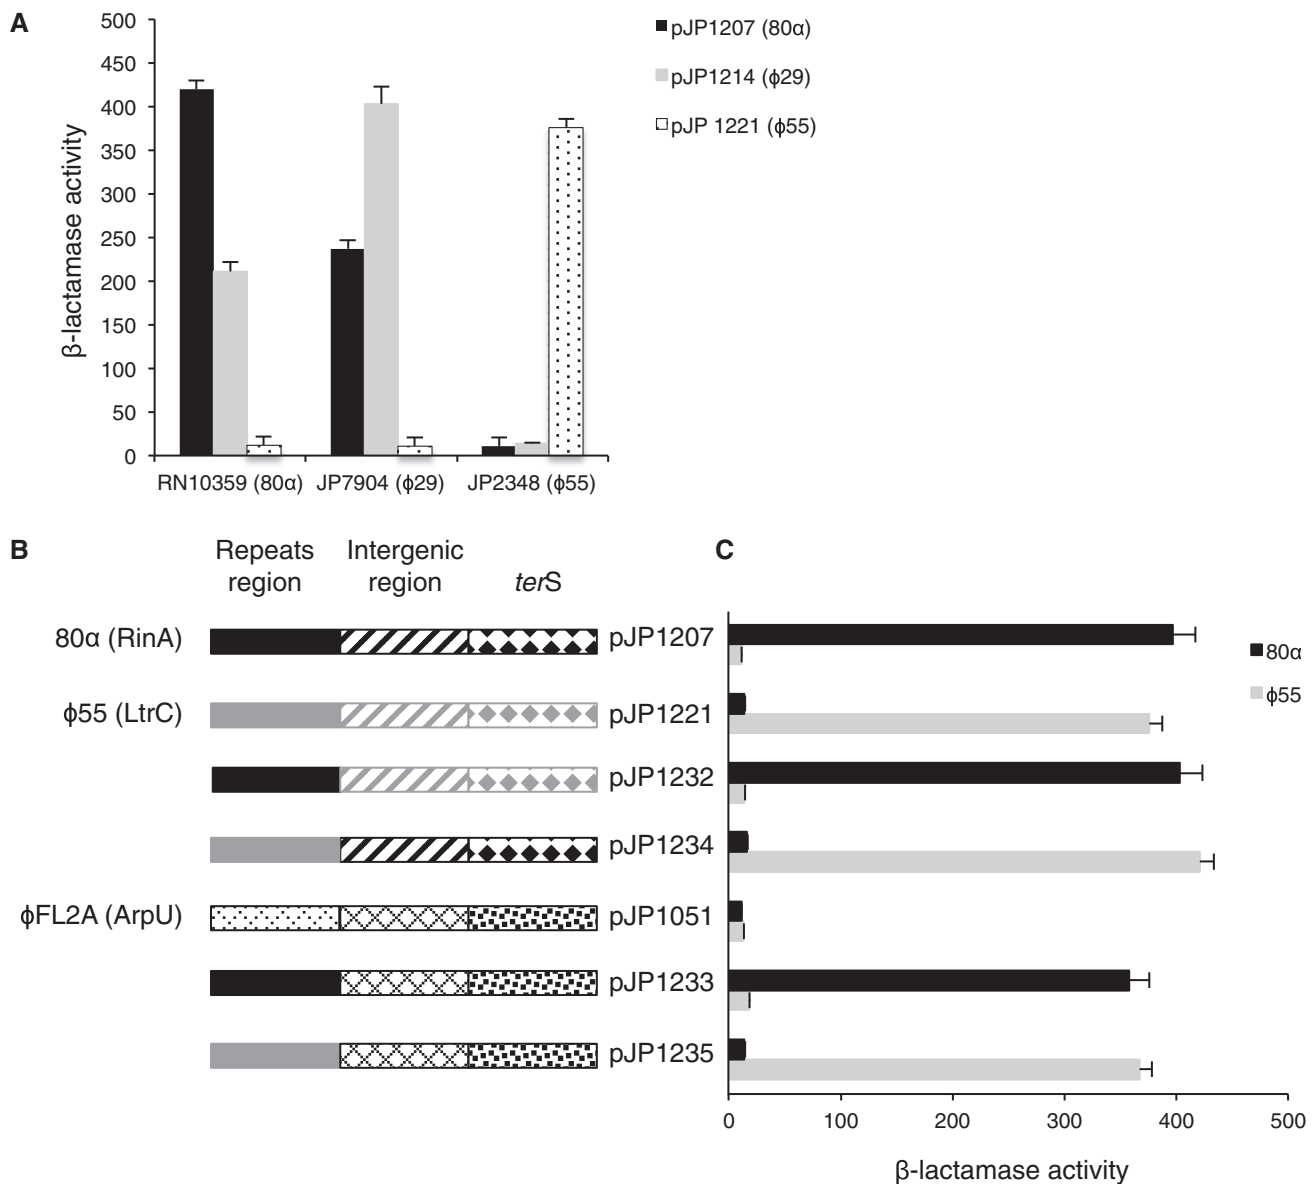 A
500
450
400
350
300
250
200
150
100
50
0
β-lactamase activity
RN10359 (80α) JP7904 (ϕ29) JP2348 (ϕ55)
pJP1207 (80α)
pJP1214 (ϕ29)
pJP 1221 (ϕ55)
B
Repeats region
Intergenic region
terS
80α (RinA)
pJP1207
ϕ55 (LtrC)
pJP1221
pJP1232
pJP1234
ϕFL2A (ArpU)
pJP1051
pJP1233
pJP1235
C
80α
ϕ55
0 100 200 300 400 500
β-lactamase activity